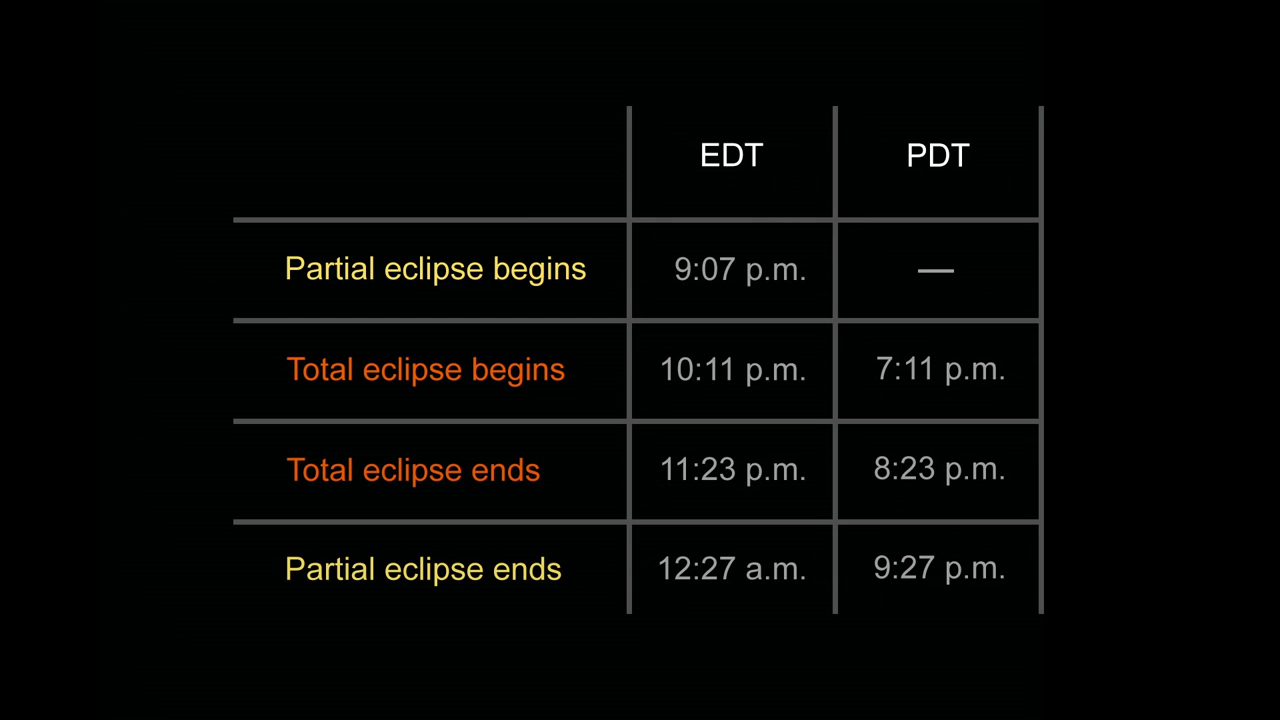 EDT PDT
Partial eclipse begins 9:07 p.m. —
Total eclipse begins 10:11 p.m. 7:11 p.m.
Total eclipse ends 11:23 p.m. 8:23 p.m.
Partial eclipse ends 12:27 a.m. 9:27 p.m.